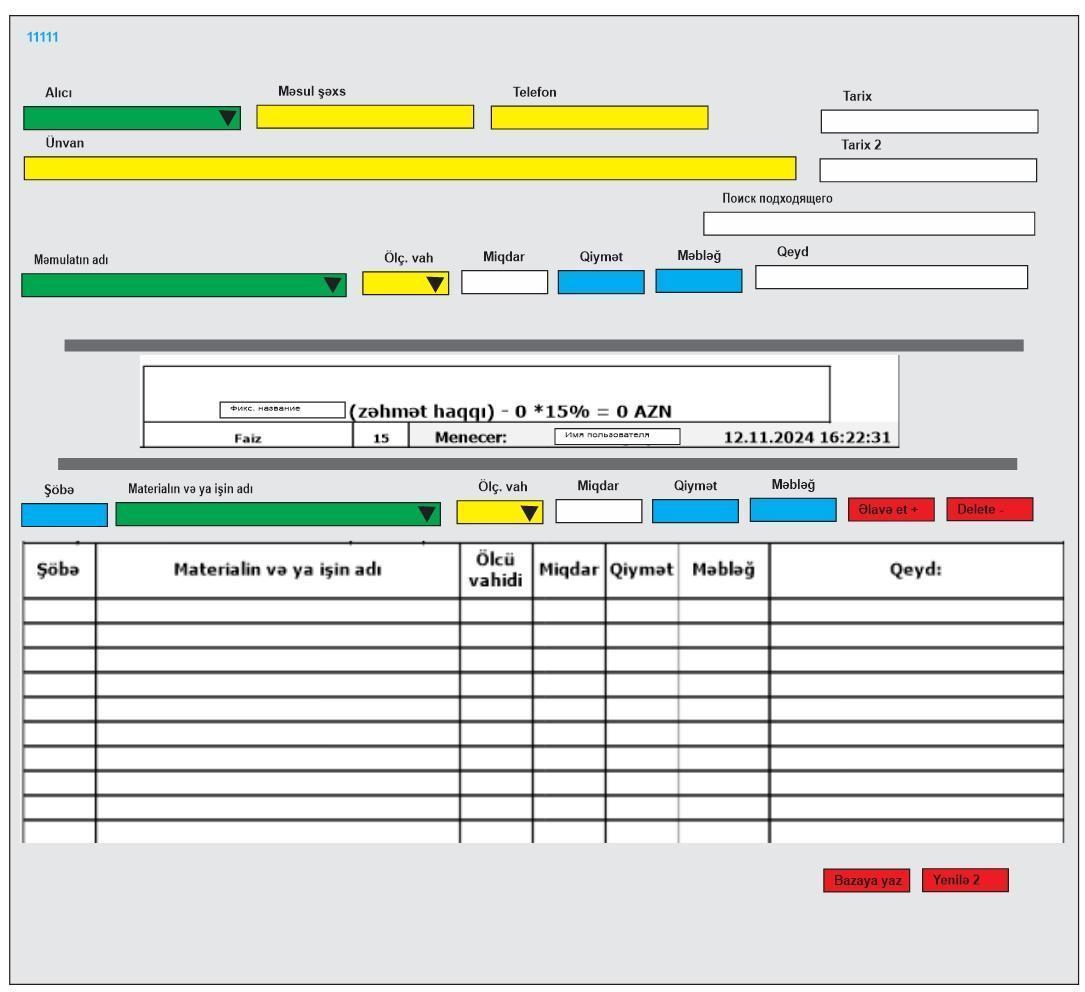 11111
Alıcı
Məsul şəxs
Telefon
Tarix
Ünvan
Tarix 2
Поиск подходящего
Məmulatın adı
Ölç. vah
Miqdar
Qiymət
Məbləğ
Qeyd
Фикс. название (zəhmət haqqı) - 0 *15% = 0 AZN
Faiz 15 Menecer: Имя пользователя 12.11.2024 16:22:31
Şöbə
Materialın və ya işin adı
Ölç. vah
Miqdar
Qiymət
Məbləğ
Əlavə et +
Delete -
Şöbə
Materialin və ya işin adı
Ölcü
vahidi
Miqdar
Qiymət
Məbləğ
Qeyd:
Bazaya yaz
Yenilə 2